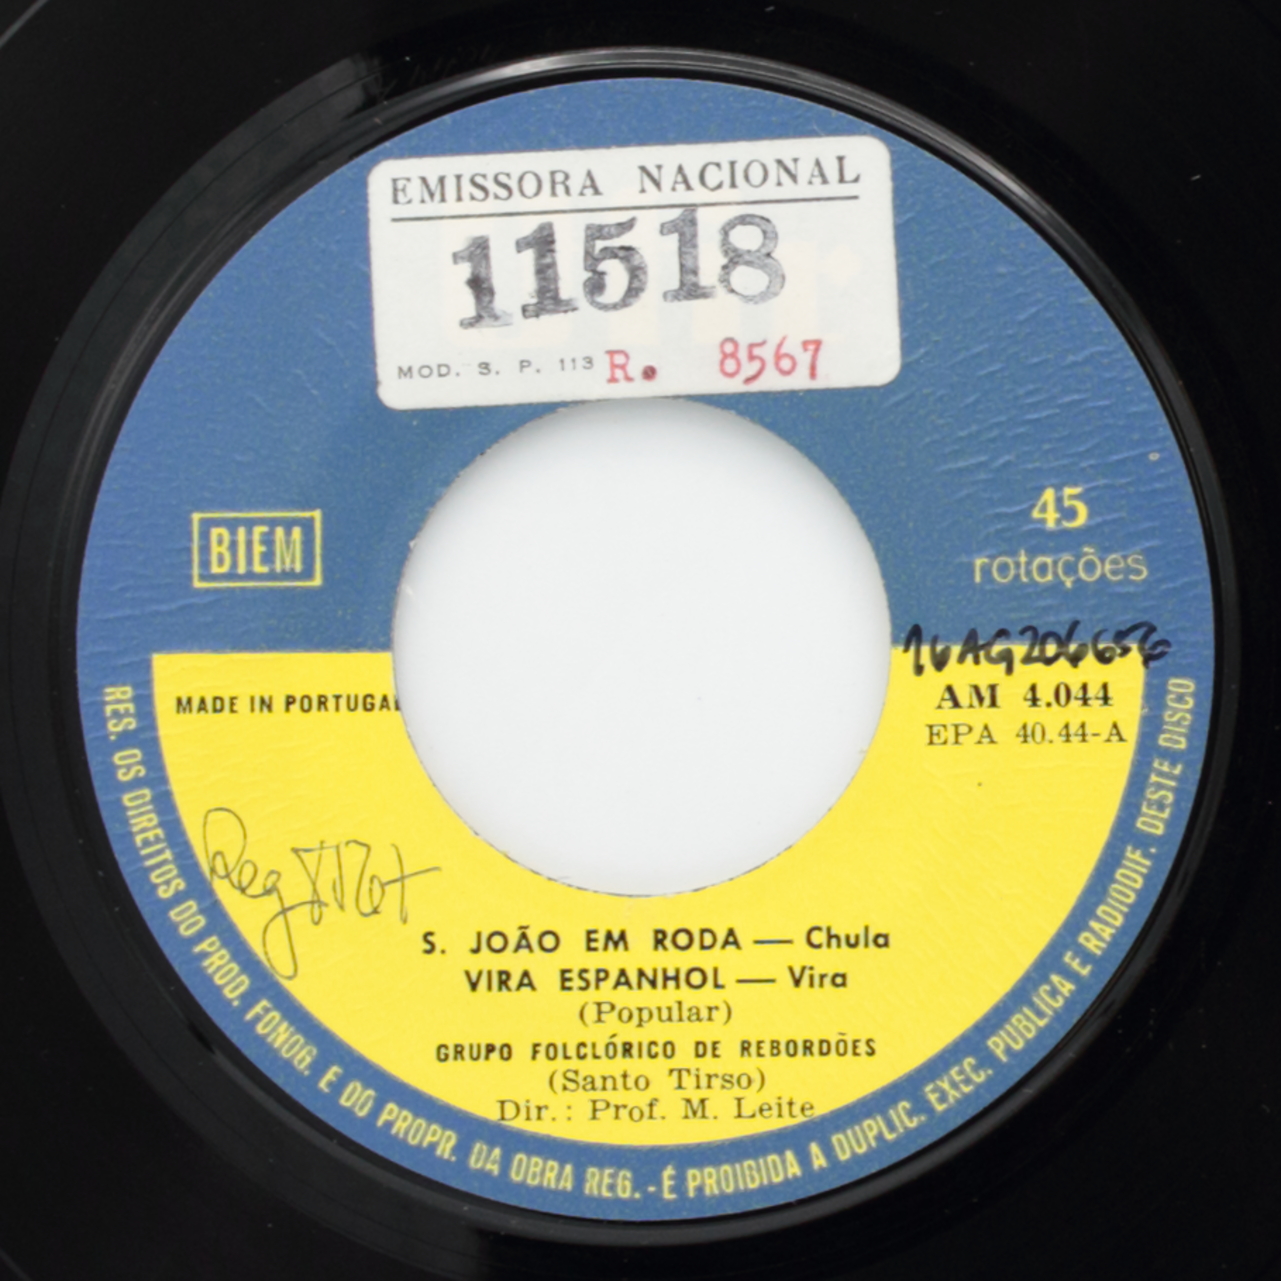 EMISSORA NACIONAL
11518
MOD. S. P. 113 R. 8567
BIEM
45
rotações
AM 4.044
EPA 40.44-A
MADE IN PORTUGAL
S. JOÃO EM RODA — Chula
VIRA ESPANHOL — Vira
(Popular)
GRUPO FOLCLÓRICO DE REBORDÕES
(Santo Tirso)
Dir.: Prof. M. Leite
RES. OS DIREITOS DO PROD. FONOG. E DO PROPR. DA OBRA REG. - É PROIBIDA A DUPLIC. EXEC. PUBLICA E RADIODIF. DESTE DISCO